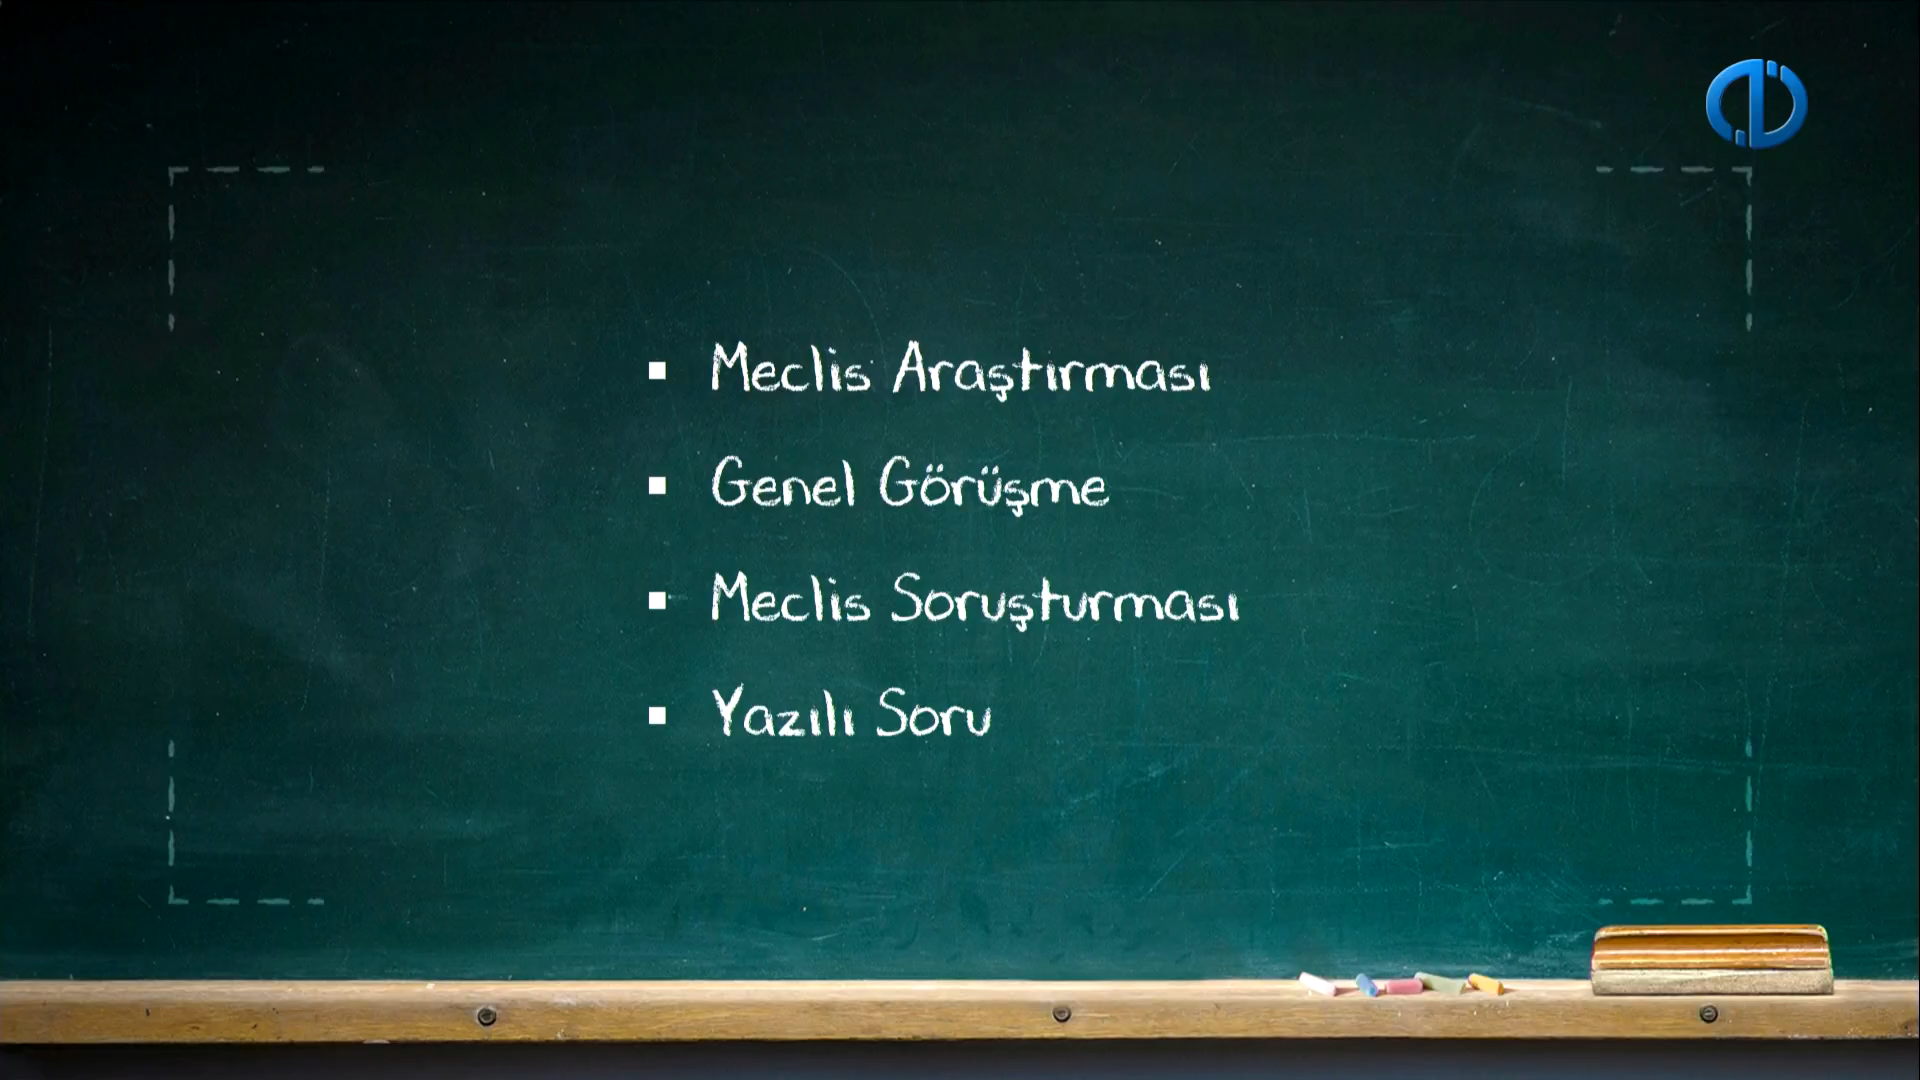 ▪ Meclis Araştırması
▪ Genel Görüşme
▪ Meclis Soruşturması
▪ Yazılı Soru